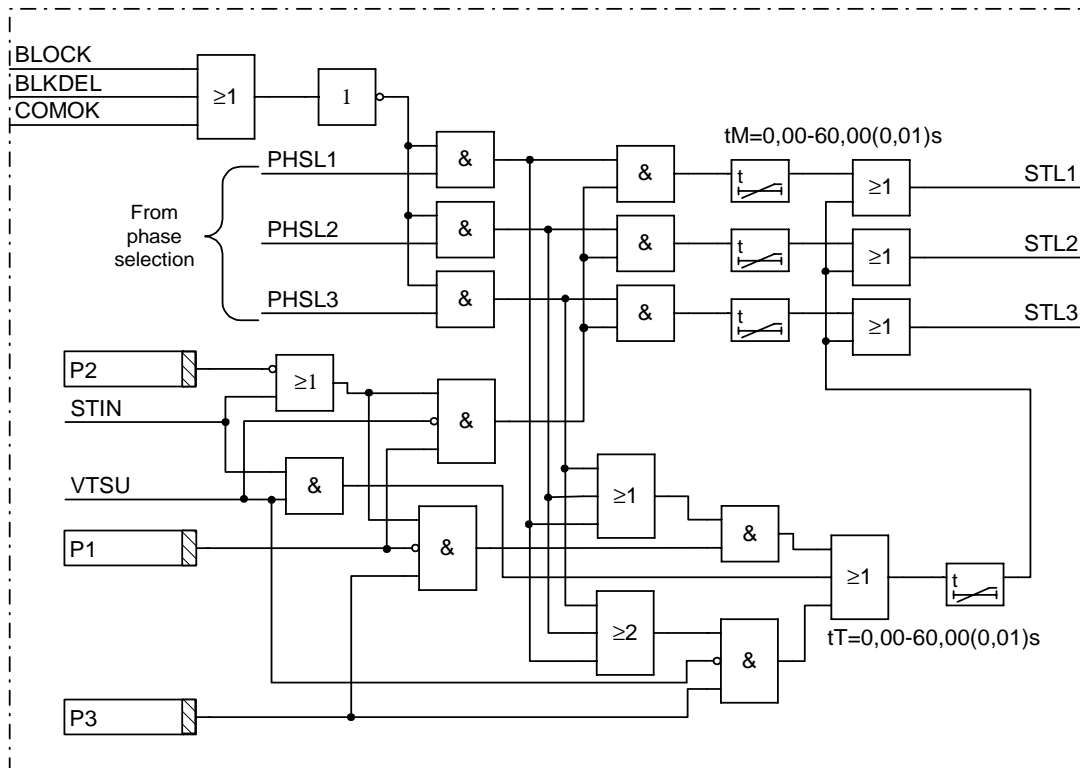 BLOCK
BLKDEL
COMOK
≥1
1
tM=0,00-60,00(0,01)s
PHSL1
&
&
t
≥1
STL1
From
phase
selection
PHSL2
&
&
t
≥1
STL2
PHSL3
&
&
t
≥1
STL3
P2
≥1
STIN
&
VTSU
&
≥1
P1
&
&
≥1
t
≥2
tT=0,00-60,00(0,01)s
&
P3